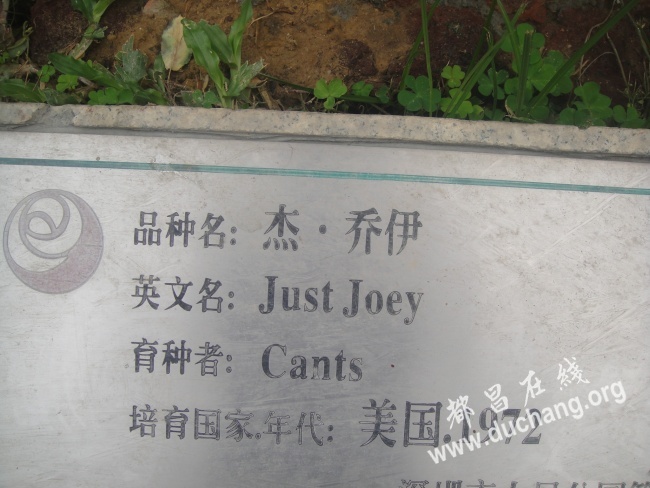 品种名: 杰·乔伊
英文名: Just Joey
育种者: Cants
培育国家.年代: 美国.1972
都昌在线
www.duchang.org